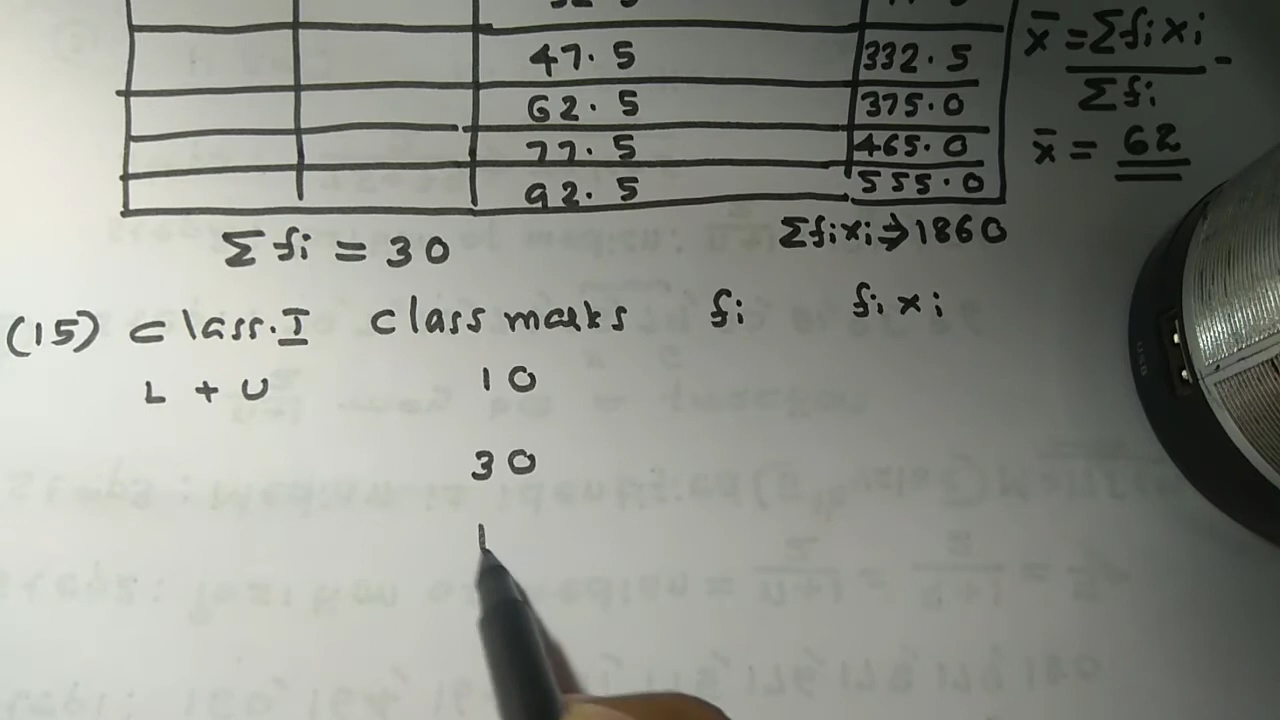 47.5 332.5
62.5 375.0
77.5 465.0
92.5 555.0
x̄ = Σfixi
Σfi
x̄ = 62
Σfi = 30 Σfixi ⇒ 1860
(15) class.I class marks fi fixi
L + U 10
30